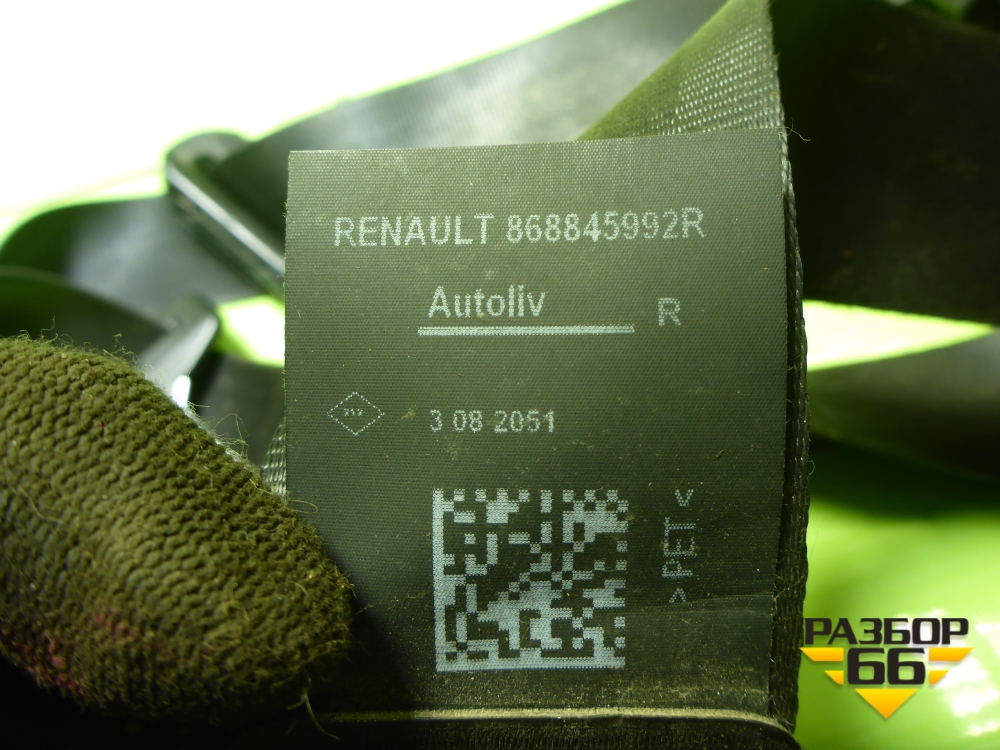 RENAULT 868845992R
Autoliv R
3 08 2051
>PET<
РАЗБОР
66